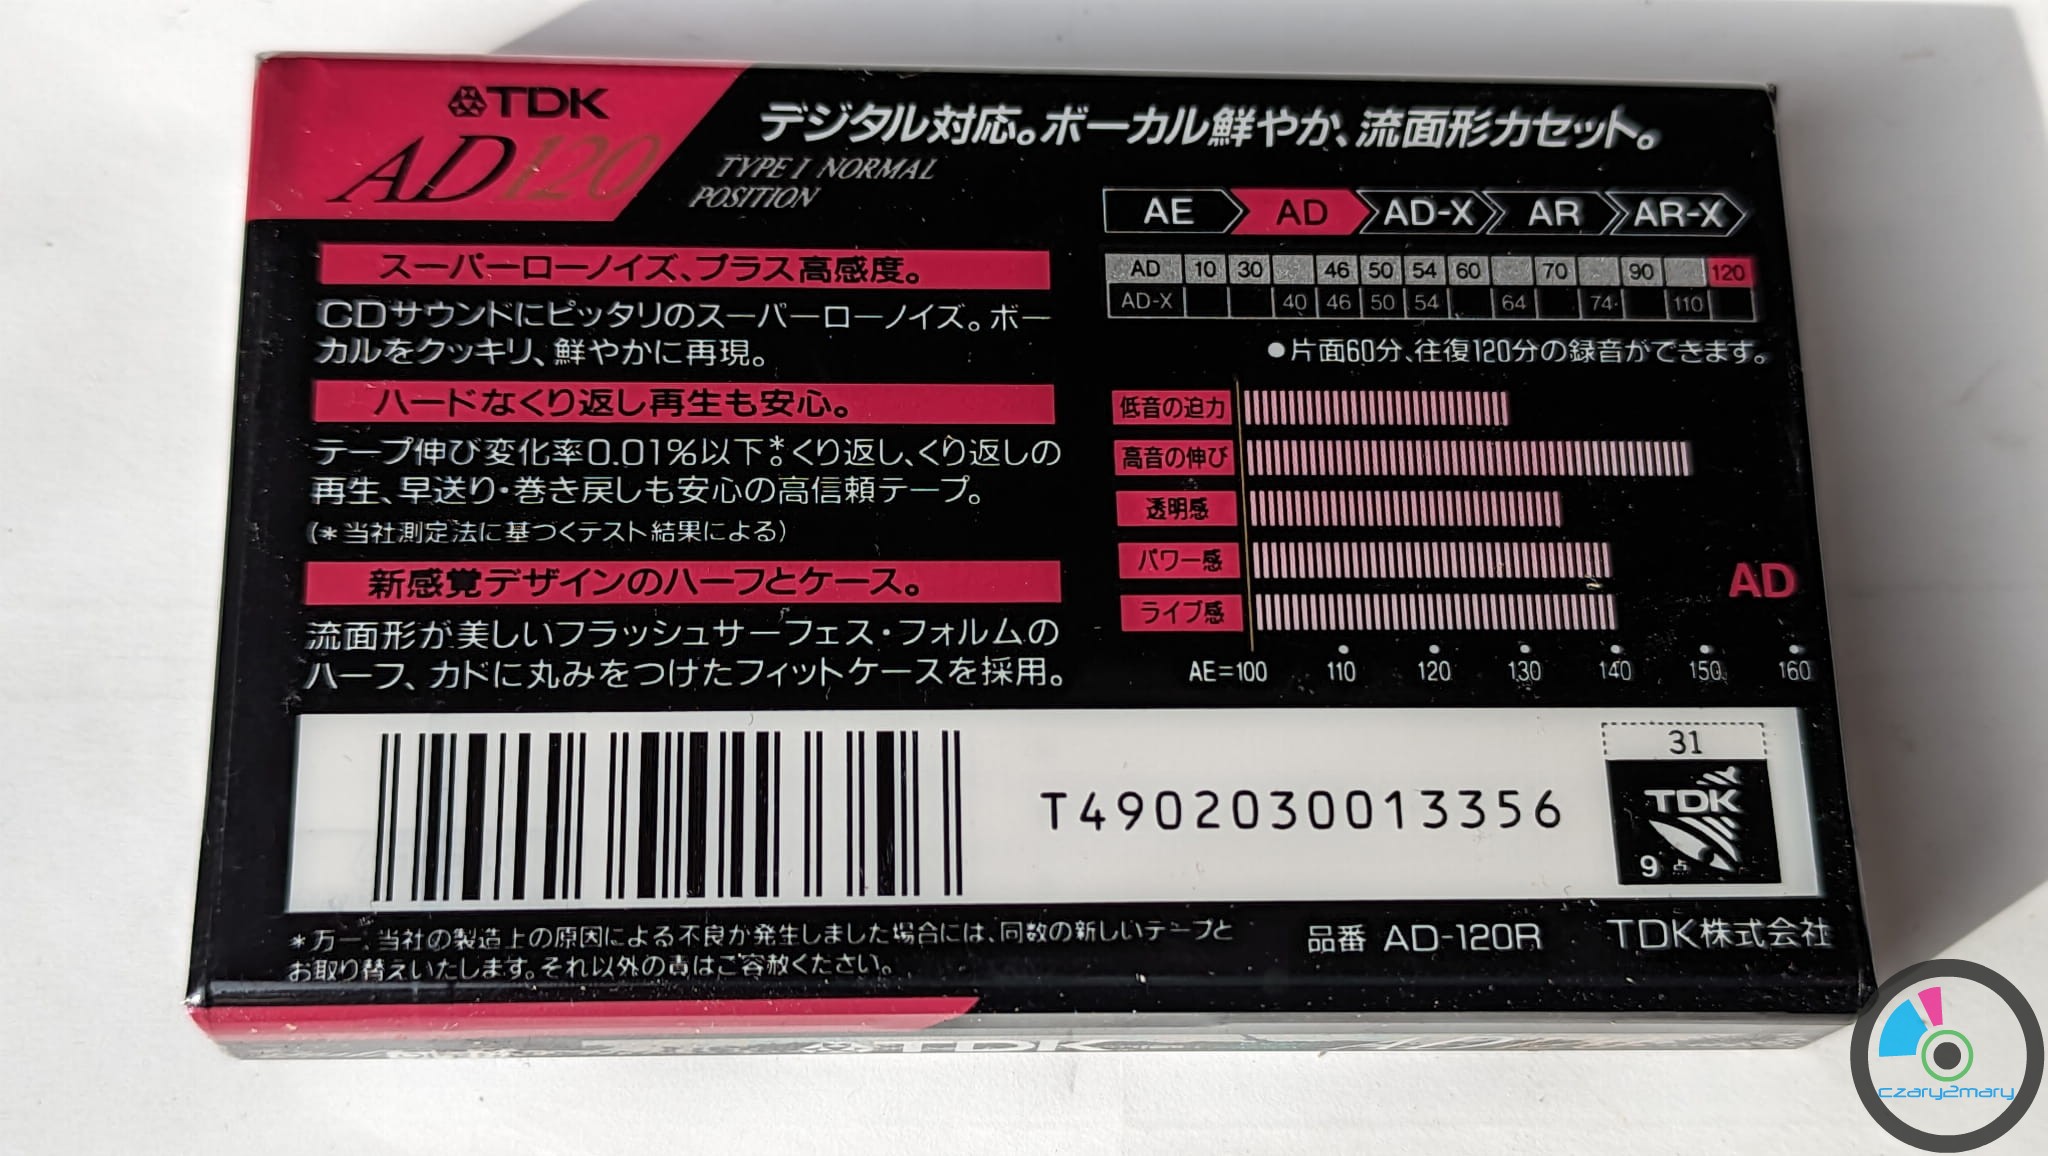 TDK
AD120
TYPE I NORMAL
POSITION
デジタル対応。ボーカル鮮やか、流面形カセット。
AE AD AD-X AR AR-X
AD 10 30 46 50 54 60 70 90 120
AD-X 40 46 50 54 64 74 110
●片面60分、往復120分の録音ができます。
スーパーローノイズ、プラス高感度。
CDサウンドにピッタリのスーパーローノイズ。ボー
カルをクッキリ、鮮やかに再現。
ハードなくり返し再生も安心。
テープ伸び変化率0.01%以下*。くり返し、くり返しの
再生、早送り・巻き戻しも安心の高信頼テープ。
(*当社測定法に基づくテスト結果による)
新感覚デザインのハーフとケース。
流面形が美しいフラッシュサーフェス・フォルムの
ハーフ、カドに丸みをつけたフィットケースを採用。
低音の迫力
高音の伸び
透明感
パワー感
ライブ感
AD
AE=100 110 120 130 140 150 160
T4902030013356
31
TDK
9点
*万一、当社の製造上の原因による不良が発生しました場合には、同数の新しいテープと
お取り替えいたします。それ以外の責はご容赦ください。
品番 AD-120R TDK株式会社
TDK
czary2mary